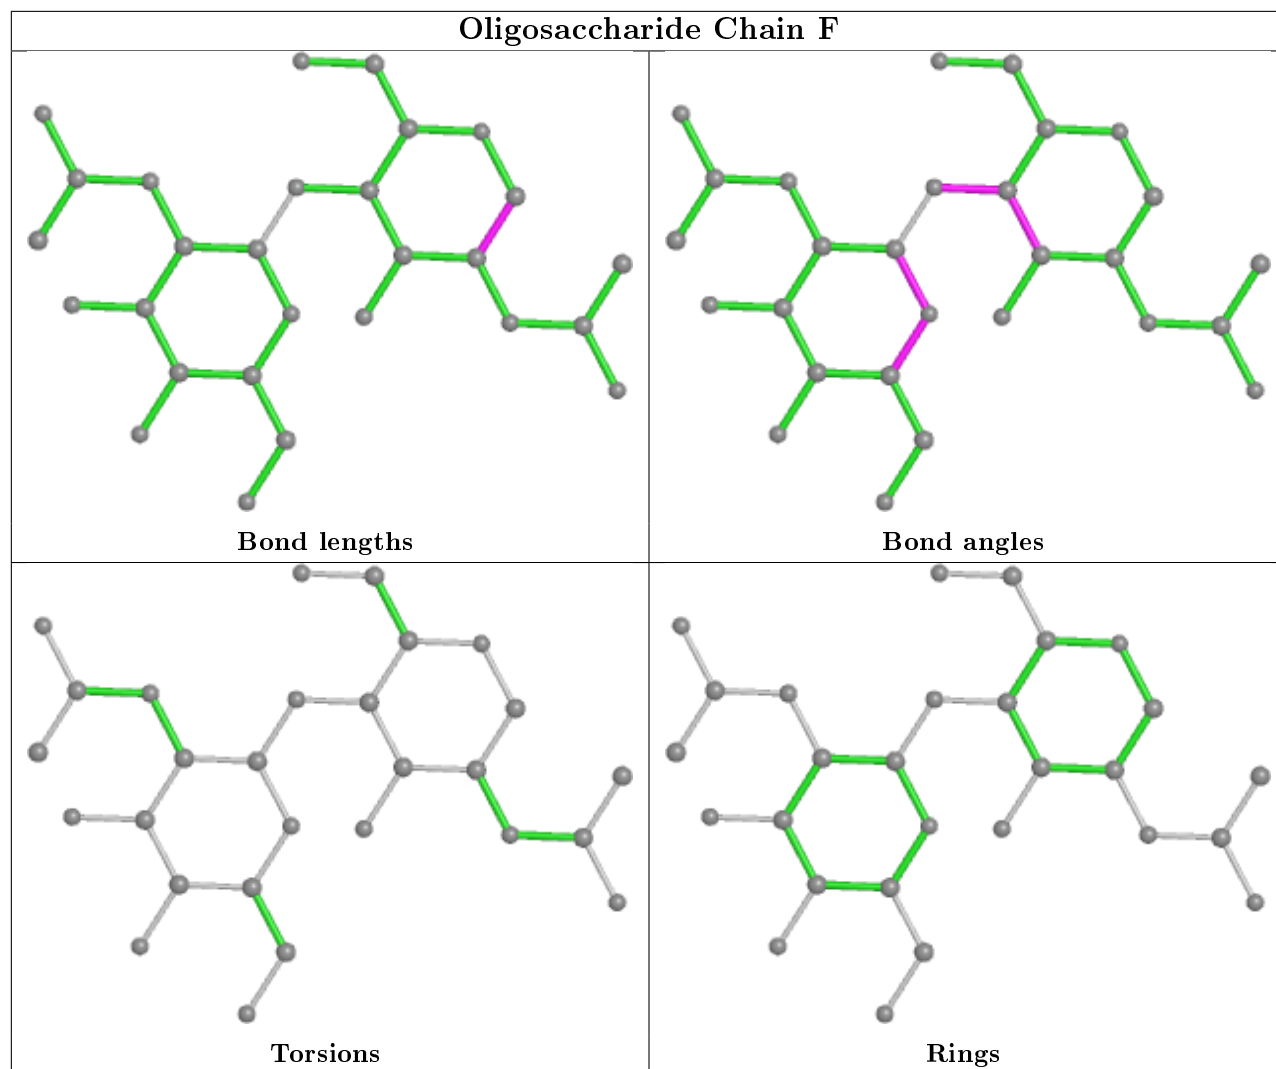 Oligosaccharide Chain F
Bond lengths
Bond angles
Torsions
Rings